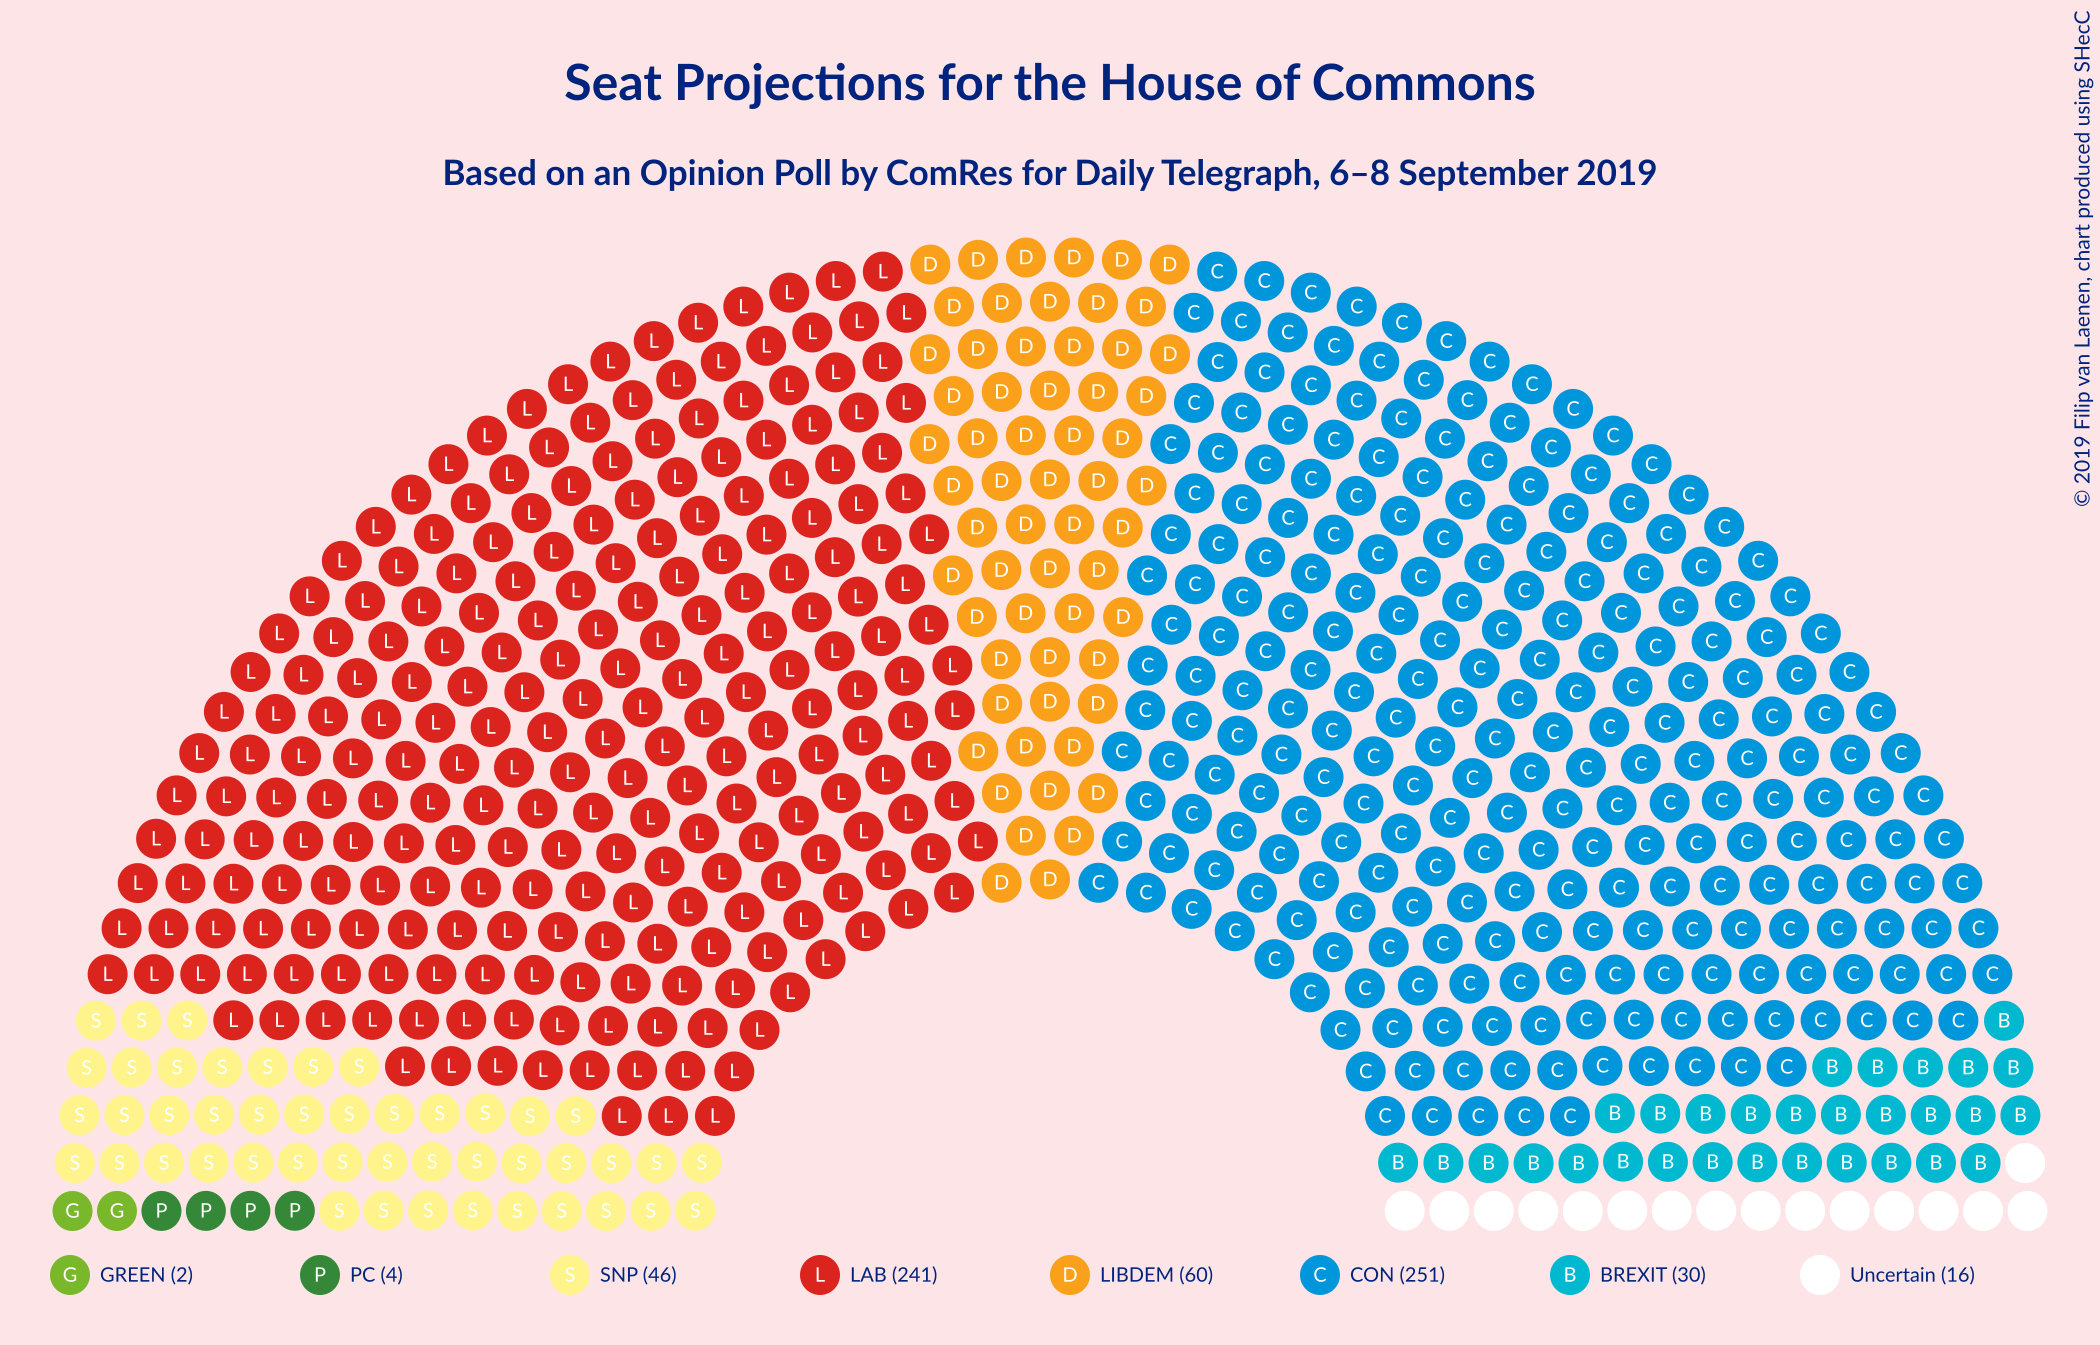 Seat Projections for the House of Commons
Based on an Opinion Poll by ComRes for Daily Telegraph, 6–8 September 2019
© 2019 Filip van Laenen, chart produced using SHecC
G GREEN (2) P PC (4) S SNP (46) L LAB (241) D LIBDEM (60) C CON (251) B BREXIT (30) Uncertain (16)